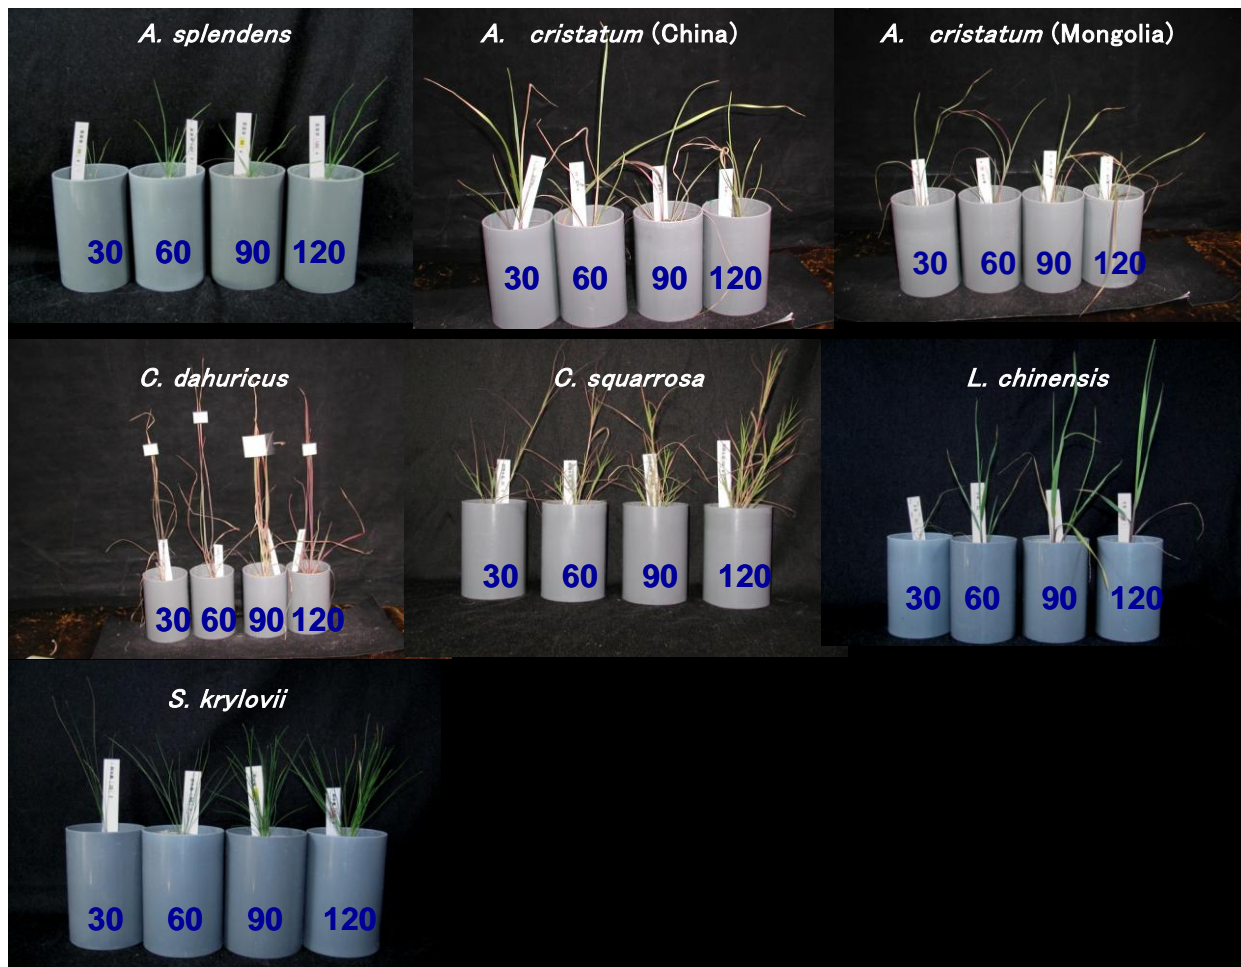 A. splendens
A. cristatum (China)
A. cristatum (Mongolia)
30 60 90 120
30 60 90 120
30 60 90 120
C. dahuricus
C. squarrosa
L. chinensis
30 60 90 120
30 60 90 120
30 60 90 120
S. krylovii
30 60 90 120